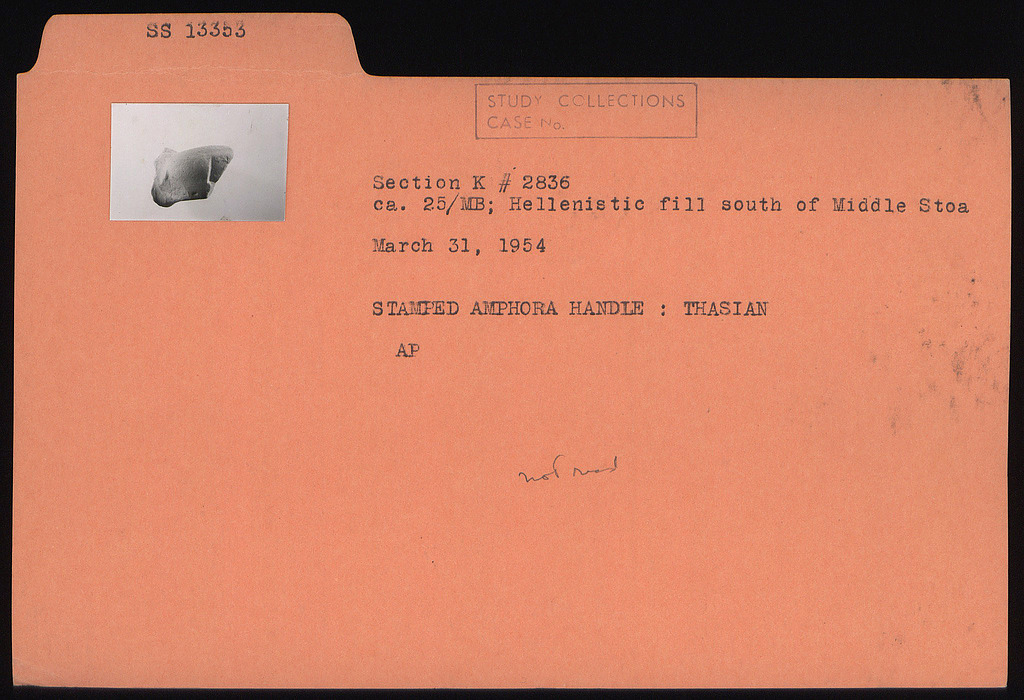 SS 13353
STUDY COLLECTIONS
CASE No.
Section K # 2836
ca. 25/MB; Hellenistic fill south of Middle Stoa
March 31, 1954
STAMPED AMPHORA HANDLE : THASIAN
AP
not read